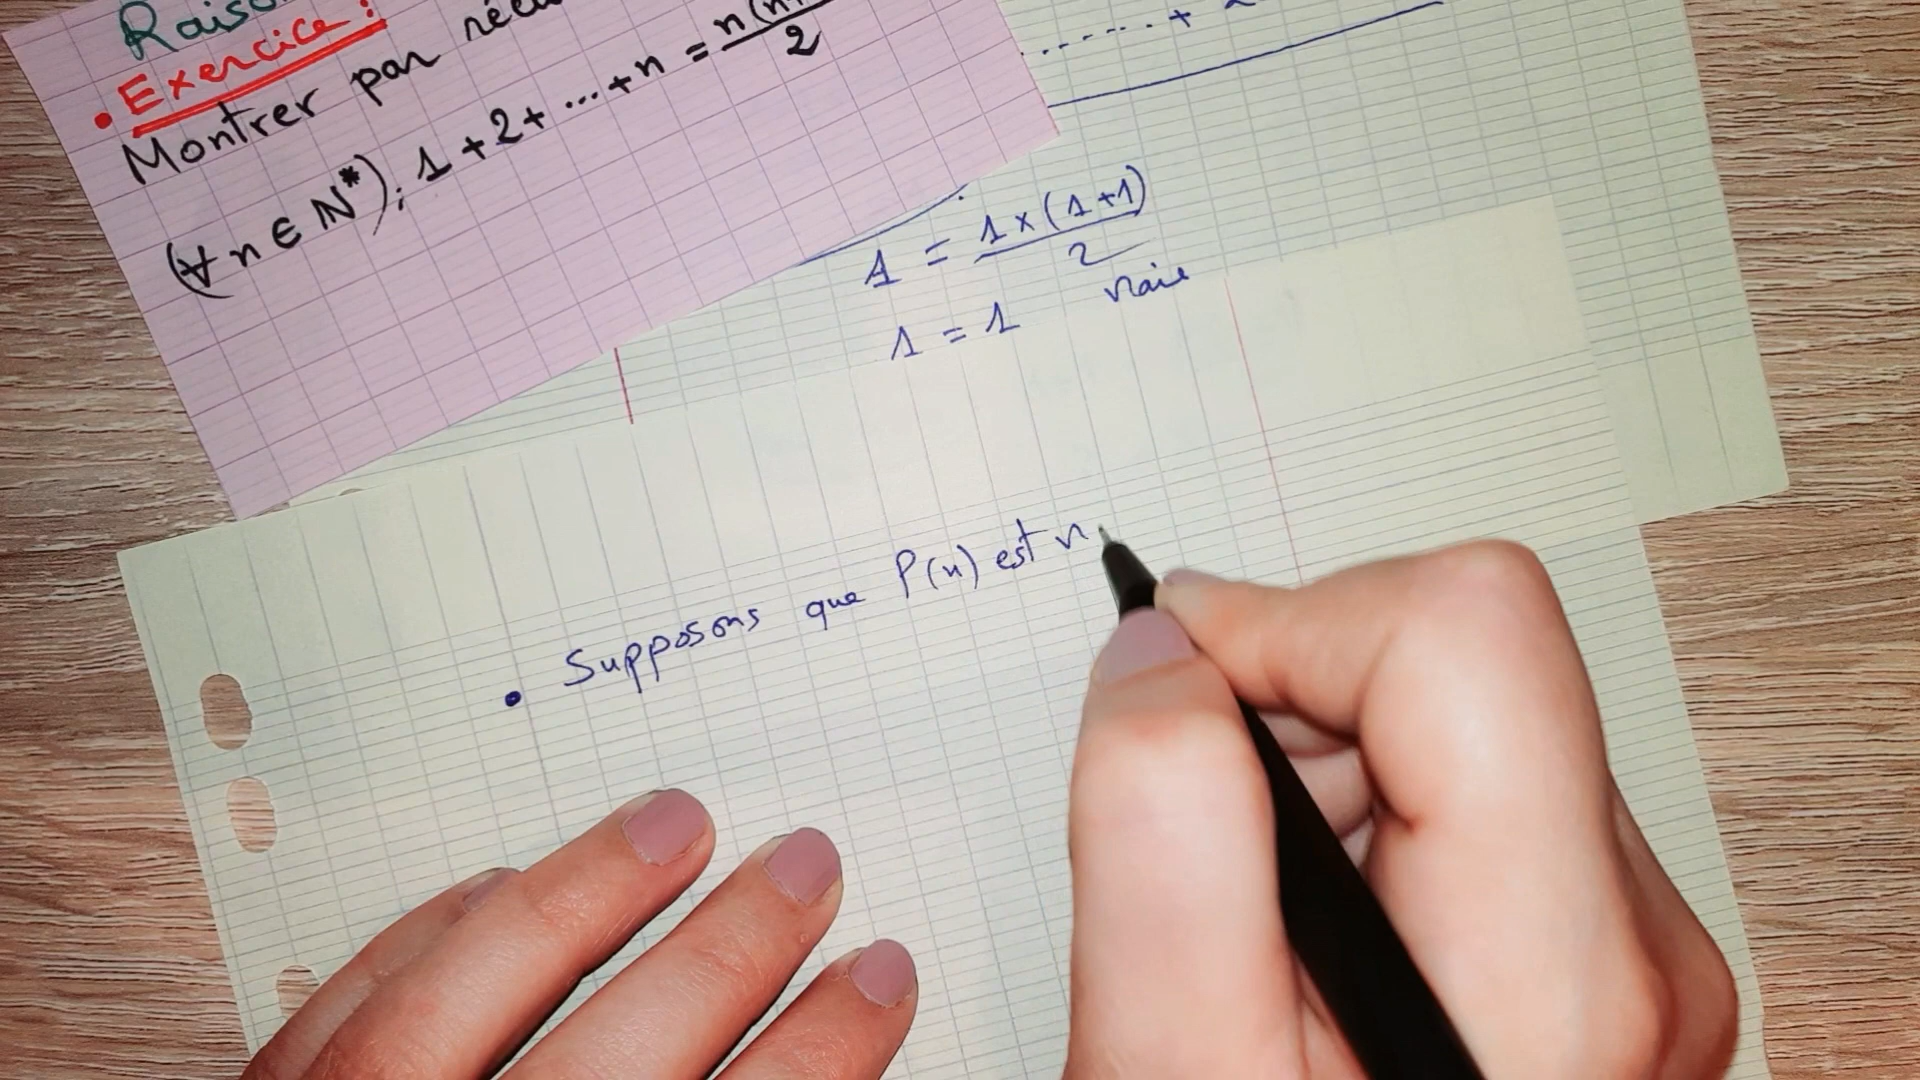 Exercice:
Montrer par
(∀ n ∈ ℕ*); 1 + 2 + ... + n = n(n+
2
...... +
1 = 1 × (1+1)
2
vraie
1 = 1
• Supposons que P(n) est v